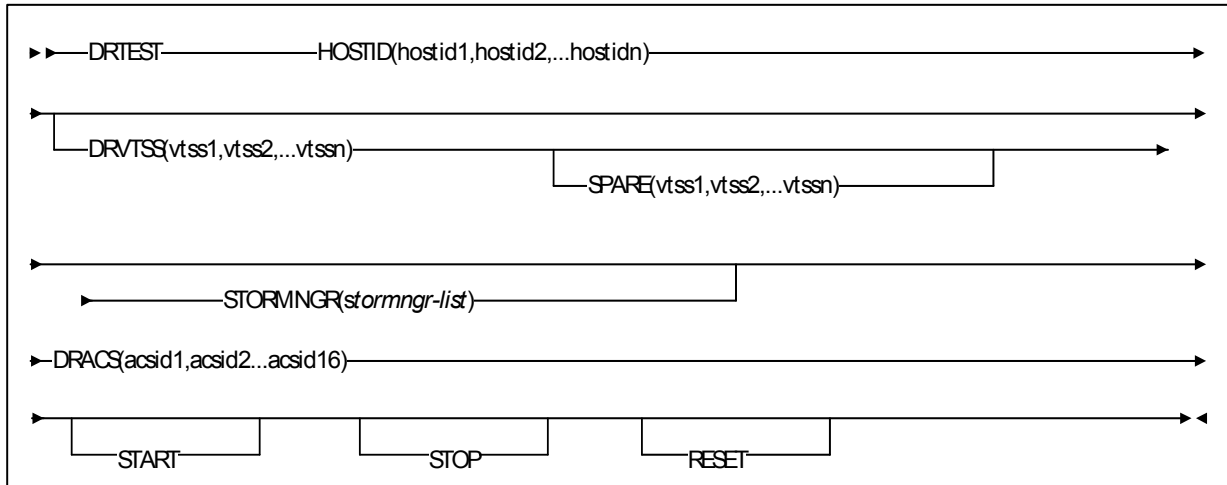 DRTEST HOSTID(hostid1,hostid2,...hostidn)
DRVTSS(vtss1,vtss2,...vtssn)
SPARE(vtss1,vtss2,...vtssn)
STORMNGR(stormngr-list)
DRACS(acsid1,acsid2...acsid16)
START STOP RESET